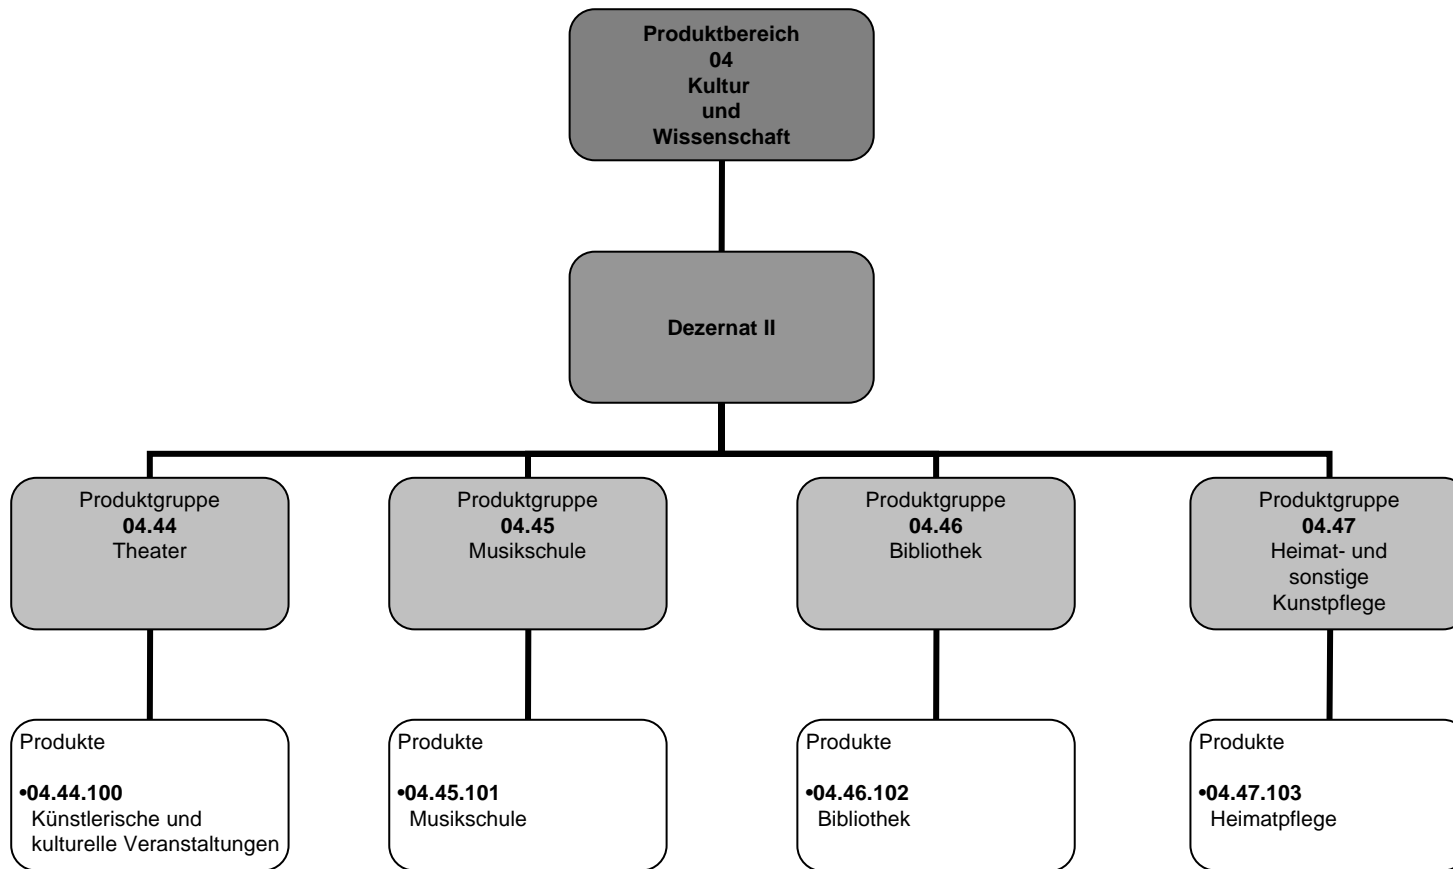 Produktbereich
04
Kultur
und
Wissenschaft
Dezernat II
Produktgruppe
04.44
Theater
Produktgruppe
04.45
Musikschule
Produktgruppe
04.46
Bibliothek
Produktgruppe
04.47
Heimat- und
sonstige
Kunstpflege
Produkte
•04.44.100
Künstlerische und
kulturelle Veranstaltungen
Produkte
•04.45.101
Musikschule
Produkte
•04.46.102
Bibliothek
Produkte
•04.47.103
Heimatpflege